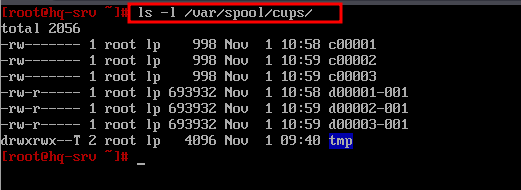 [root@hq-srv ~]# ls -l /var/spool/cups/
total 2056
-rw------- 1 root lp    998 Nov  1 10:58 c00001
-rw------- 1 root lp    998 Nov  1 10:59 c00002
-rw------- 1 root lp    998 Nov  1 10:59 c00003
-rw-r----- 1 root lp 693932 Nov  1 10:58 d00001-001
-rw-r----- 1 root lp 693932 Nov  1 10:59 d00002-001
-rw-r----- 1 root lp 693932 Nov  1 10:59 d00003-001
drwxrwx--T 2 root lp   4096 Nov  1 09:40 tmp
[root@hq-srv ~]# _